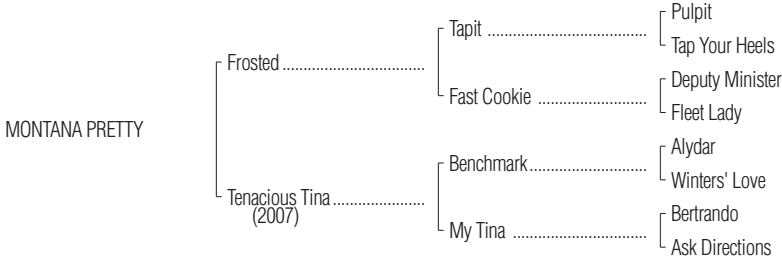 Pulpit
Tapit ....................................
Tap Your Heels
Frosted ......................................
Deputy Minister
Fast Cookie ..............................
Fleet Lady
MONTANA PRETTY
Alydar
Benchmark................................
Winters' Love
Tenacious Tina ........................
(2007)
Bertrando
My Tina ....................................
Ask Directions